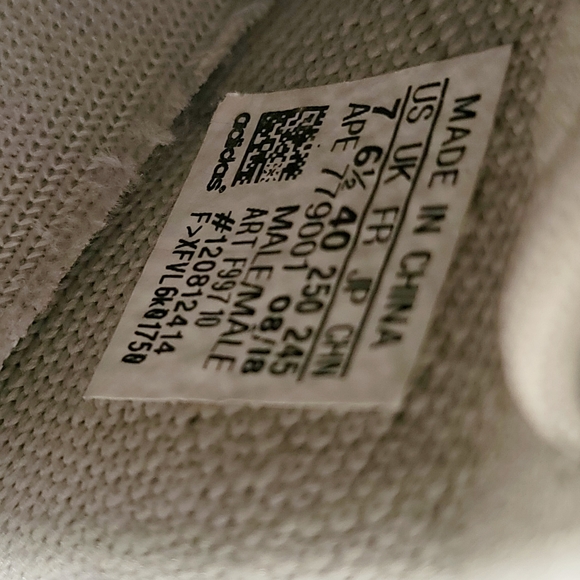 MADE IN CHINA
US UK FR JP CHN
7 6½ 40 250 245
APE 779001 08/18
MALE/MALE
ART F99710
#120812414
F>XFVL6k01750
adidas